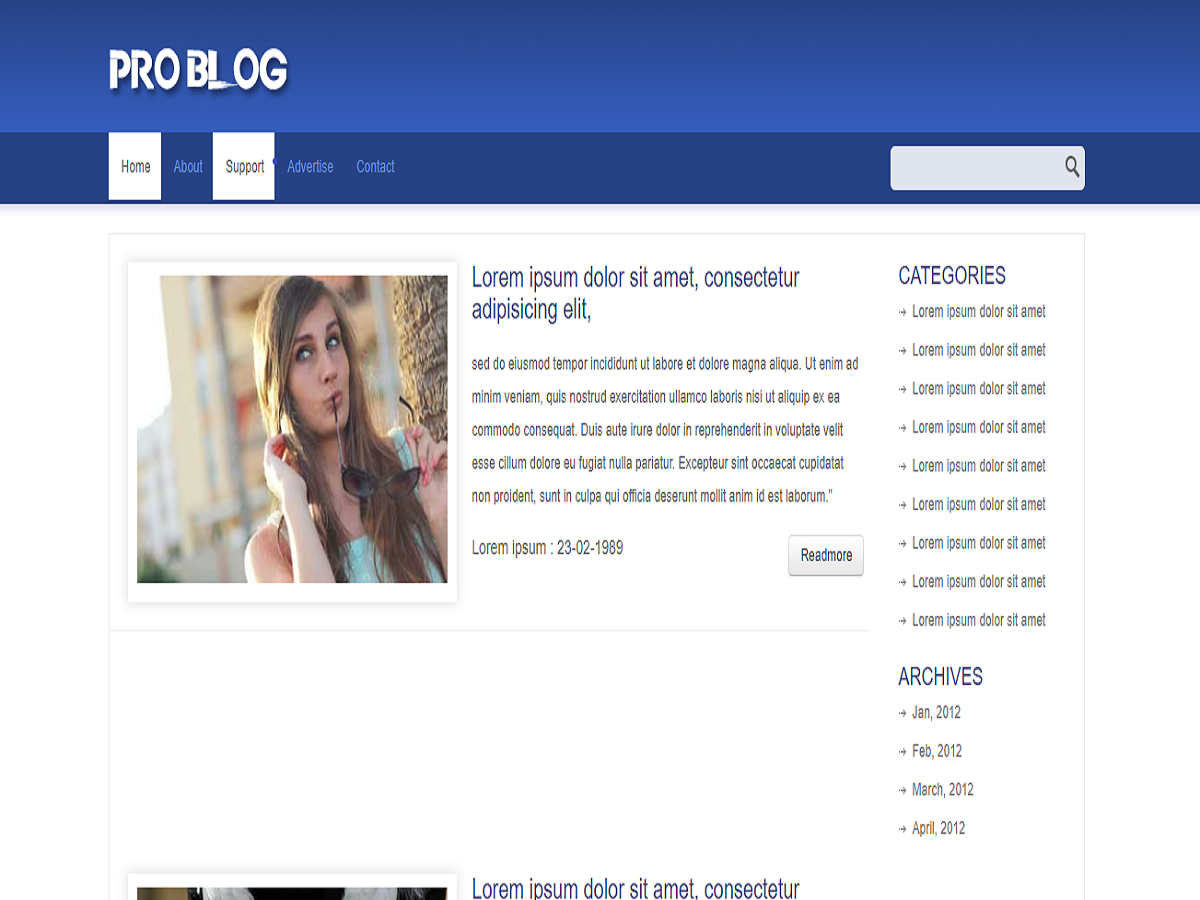 PRO BLOG
Home About Support Advertise Contact
Lorem ipsum dolor sit amet, consectetur
adipisicing elit,
sed do eiusmod tempor incididunt ut labore et dolore magna aliqua. Ut enim ad
minim veniam, quis nostrud exercitation ullamco laboris nisi ut aliquip ex ea
commodo consequat. Duis aute irure dolor in reprehenderit in voluptate velit
esse cillum dolore eu fugiat nulla pariatur. Excepteur sint occaecat cupidatat
non proident, sunt in culpa qui officia deserunt mollit anim id est laborum."
Lorem ipsum : 23-02-1989
Readmore
Lorem ipsum dolor sit amet, consectetur
CATEGORIES
Lorem ipsum dolor sit amet
Lorem ipsum dolor sit amet
Lorem ipsum dolor sit amet
Lorem ipsum dolor sit amet
Lorem ipsum dolor sit amet
Lorem ipsum dolor sit amet
Lorem ipsum dolor sit amet
Lorem ipsum dolor sit amet
Lorem ipsum dolor sit amet
ARCHIVES
Jan, 2012
Feb, 2012
March, 2012
April, 2012